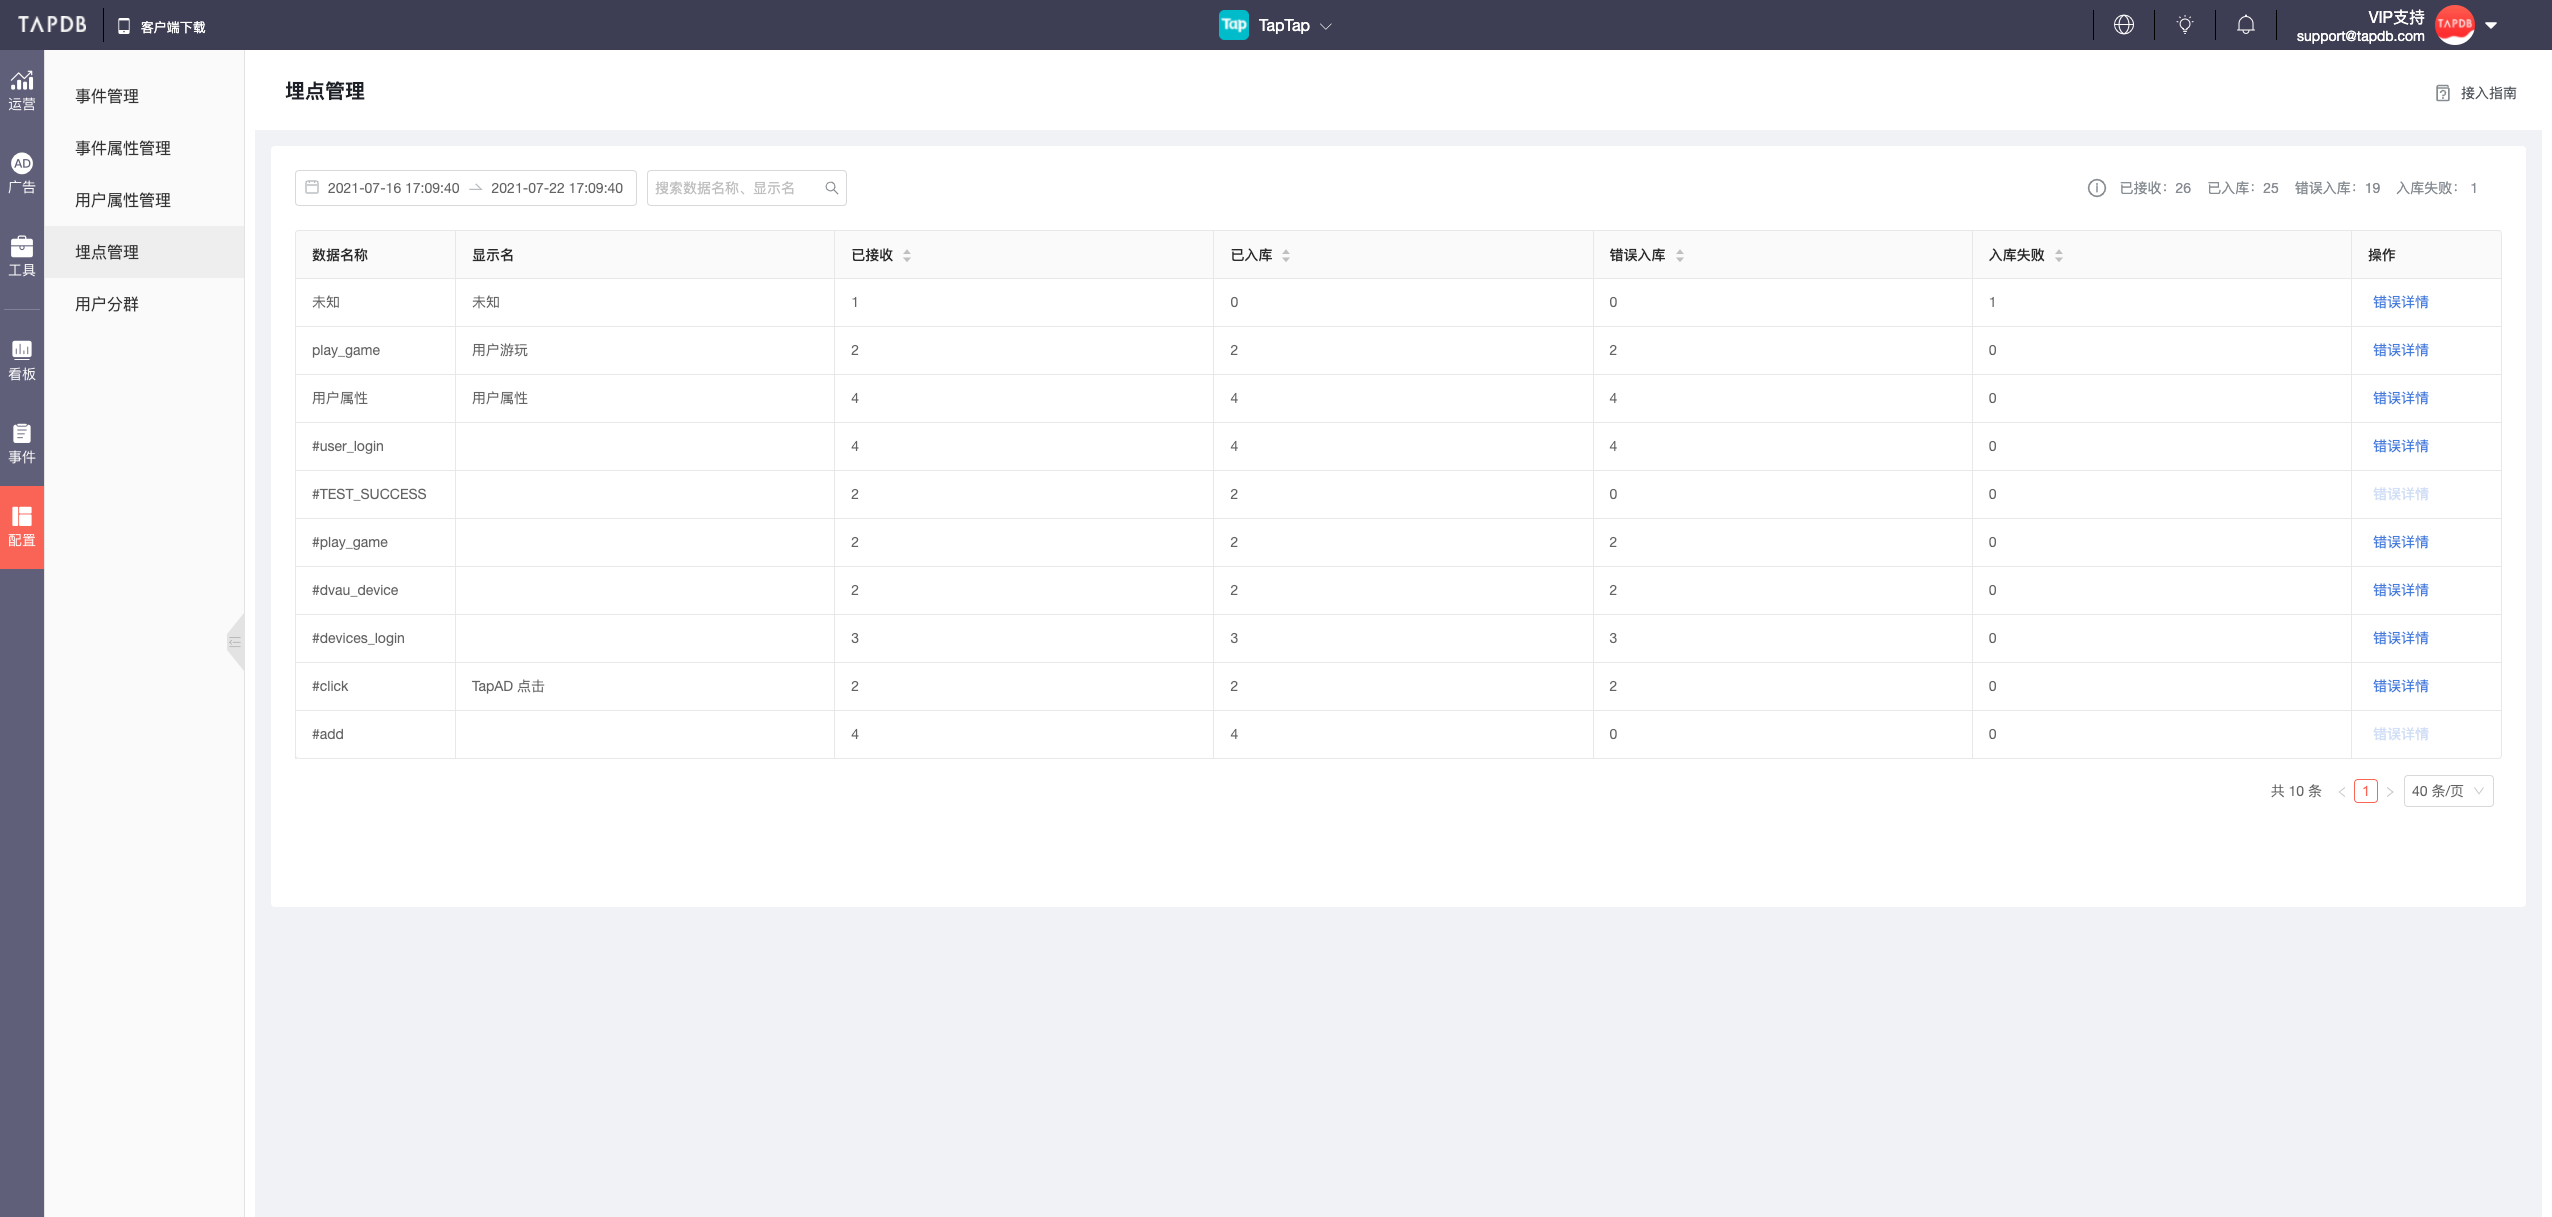 TAPDB 客户端下载 Tap TapTap VIP支持 TAPDB
support@tapdb.com
运营
AD
广告
工具
看板
事件
配置
事件管理
事件属性管理
用户属性管理
埋点管理
用户分群
埋点管理 接入指南
2021-07-16 17:09:40 2021-07-22 17:09:40 搜索数据名称、显示名 已接收：26 已入库：25 错误入库：19 入库失败：1
数据名称 显示名 已接收 已入库 错误入库 入库失败 操作
未知 未知 1 0 0 1 错误详情
play_game 用户游玩 2 2 2 0 错误详情
用户属性 用户属性 4 4 4 0 错误详情
#user_login 4 4 4 0 错误详情
#TEST_SUCCESS 2 2 0 0 错误详情
#play_game 2 2 2 0 错误详情
#dvau_device 2 2 2 0 错误详情
#devices_login 3 3 3 0 错误详情
#click TapAD 点击 2 2 2 0 错误详情
#add 4 4 0 0 错误详情
共 10 条 1 40 条/页